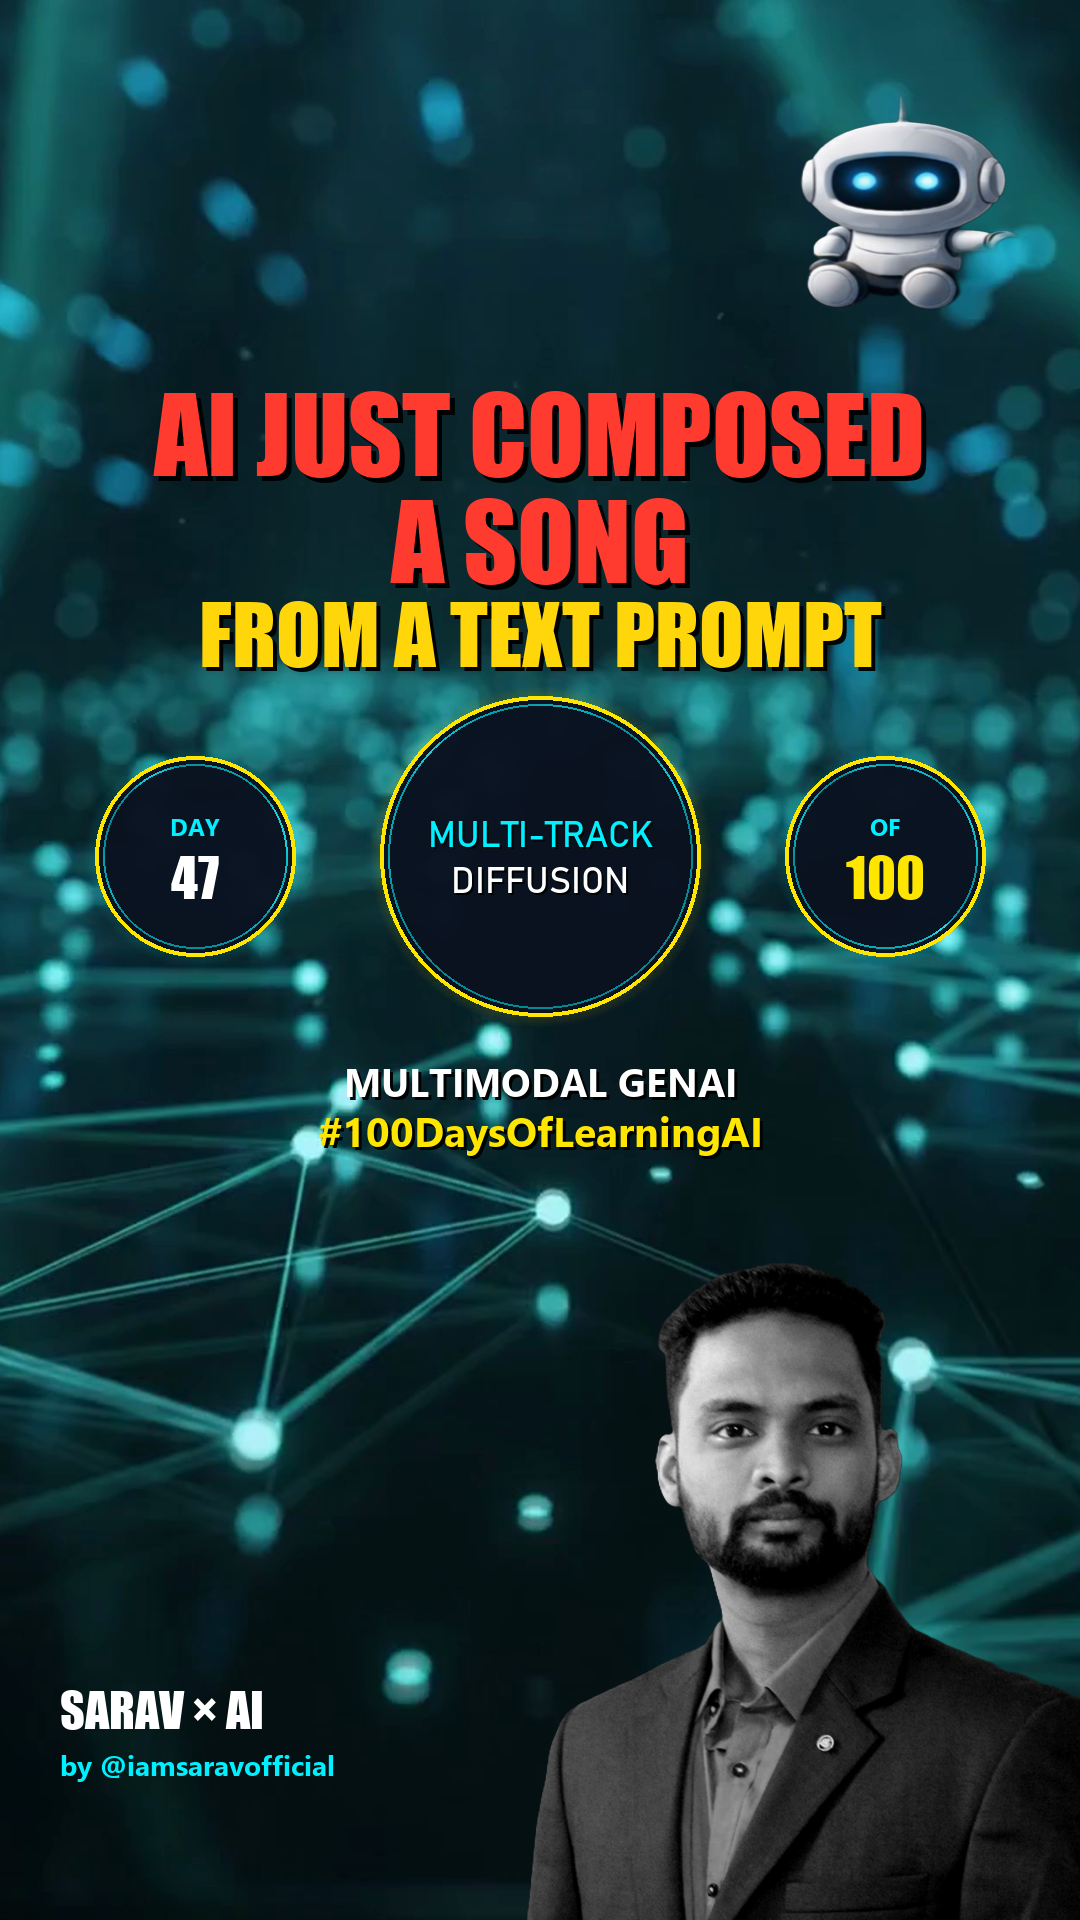 AI JUST COMPOSED
A SONG
FROM A TEXT PROMPT
DAY
47
MULTI-TRACK
DIFFUSION
OF
100
MULTIMODAL GENAI
#100DaysOfLearningAI
SARAV × AI
by @iamsaravofficial